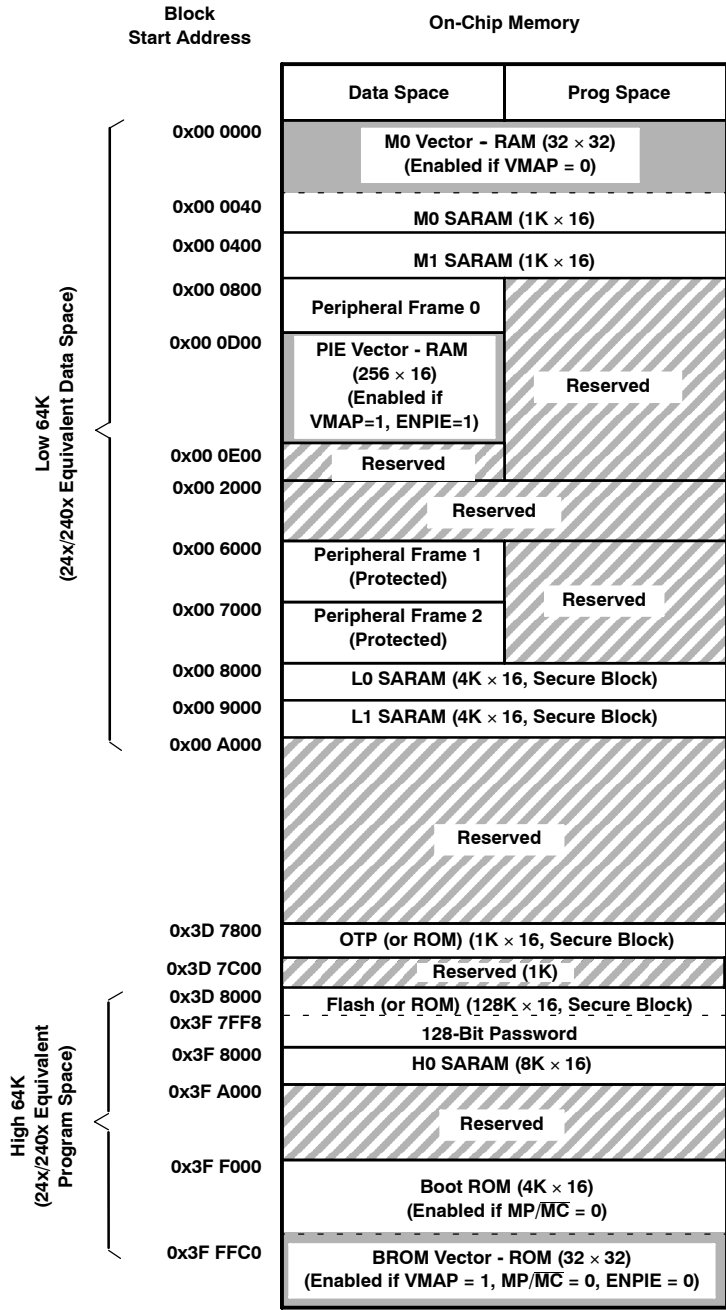 Block
Start Address
On-Chip Memory
Data Space
Prog Space
Low 64K
(24x/240x Equivalent Data Space)
0x00 0000
M0 Vector - RAM (32 × 32)
(Enabled if VMAP = 0)
0x00 0040
M0 SARAM (1K × 16)
0x00 0400
M1 SARAM (1K × 16)
0x00 0800
Peripheral Frame 0
0x00 0D00
PIE Vector - RAM
(256 × 16)
(Enabled if
VMAP=1, ENPIE=1)
Reserved
0x00 0E00
Reserved
0x00 2000
Reserved
0x00 6000
Peripheral Frame 1
(Protected)
Reserved
0x00 7000
Peripheral Frame 2
(Protected)
0x00 8000
L0 SARAM (4K × 16, Secure Block)
0x00 9000
L1 SARAM (4K × 16, Secure Block)
0x00 A000
Reserved
0x3D 7800
OTP (or ROM) (1K × 16, Secure Block)
0x3D 7C00
Reserved (1K)
High 64K
(24x/240x Equivalent
Program Space)
0x3D 8000
Flash (or ROM) (128K × 16, Secure Block)
0x3F 7FF8
128-Bit Password
0x3F 8000
H0 SARAM (8K × 16)
0x3F A000
Reserved
0x3F F000
Boot ROM (4K × 16)
(Enabled if MP/M̅C̅ = 0)
0x3F FFC0
BROM Vector - ROM (32 × 32)
(Enabled if VMAP = 1, MP/M̅C̅ = 0, ENPIE = 0)